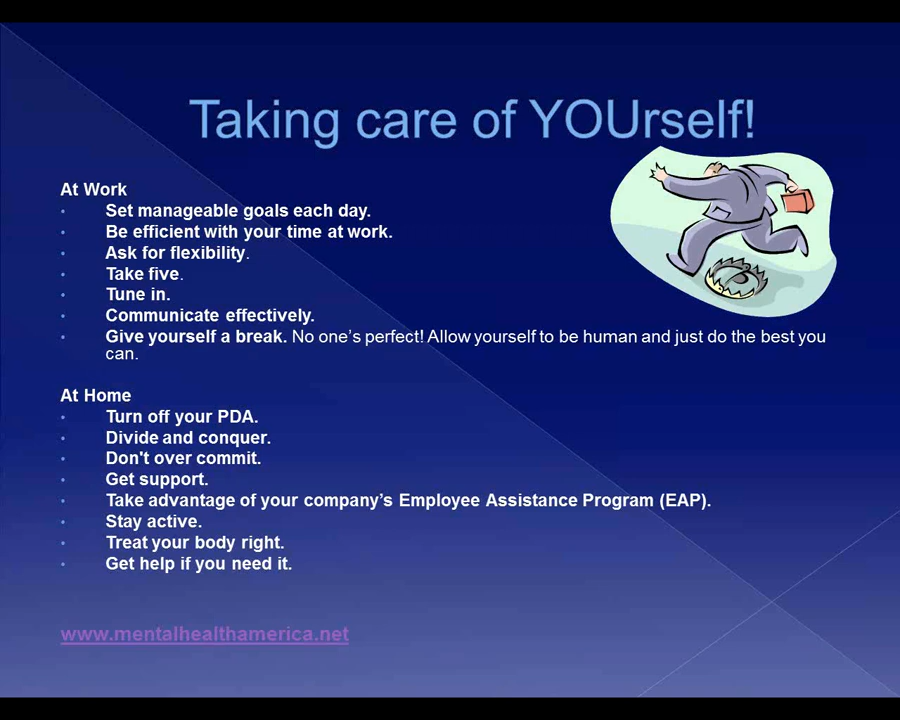 Taking care of YOUrself!
At Work
• Set manageable goals each day.
• Be efficient with your time at work.
• Ask for flexibility.
• Take five.
• Tune in.
• Communicate effectively.
• Give yourself a break. No one’s perfect! Allow yourself to be human and just do the best you
can.
At Home
• Turn off your PDA.
• Divide and conquer.
• Don't over commit.
• Get support.
• Take advantage of your company’s Employee Assistance Program (EAP).
• Stay active.
• Treat your body right.
• Get help if you need it.
www.mentalhealthamerica.net